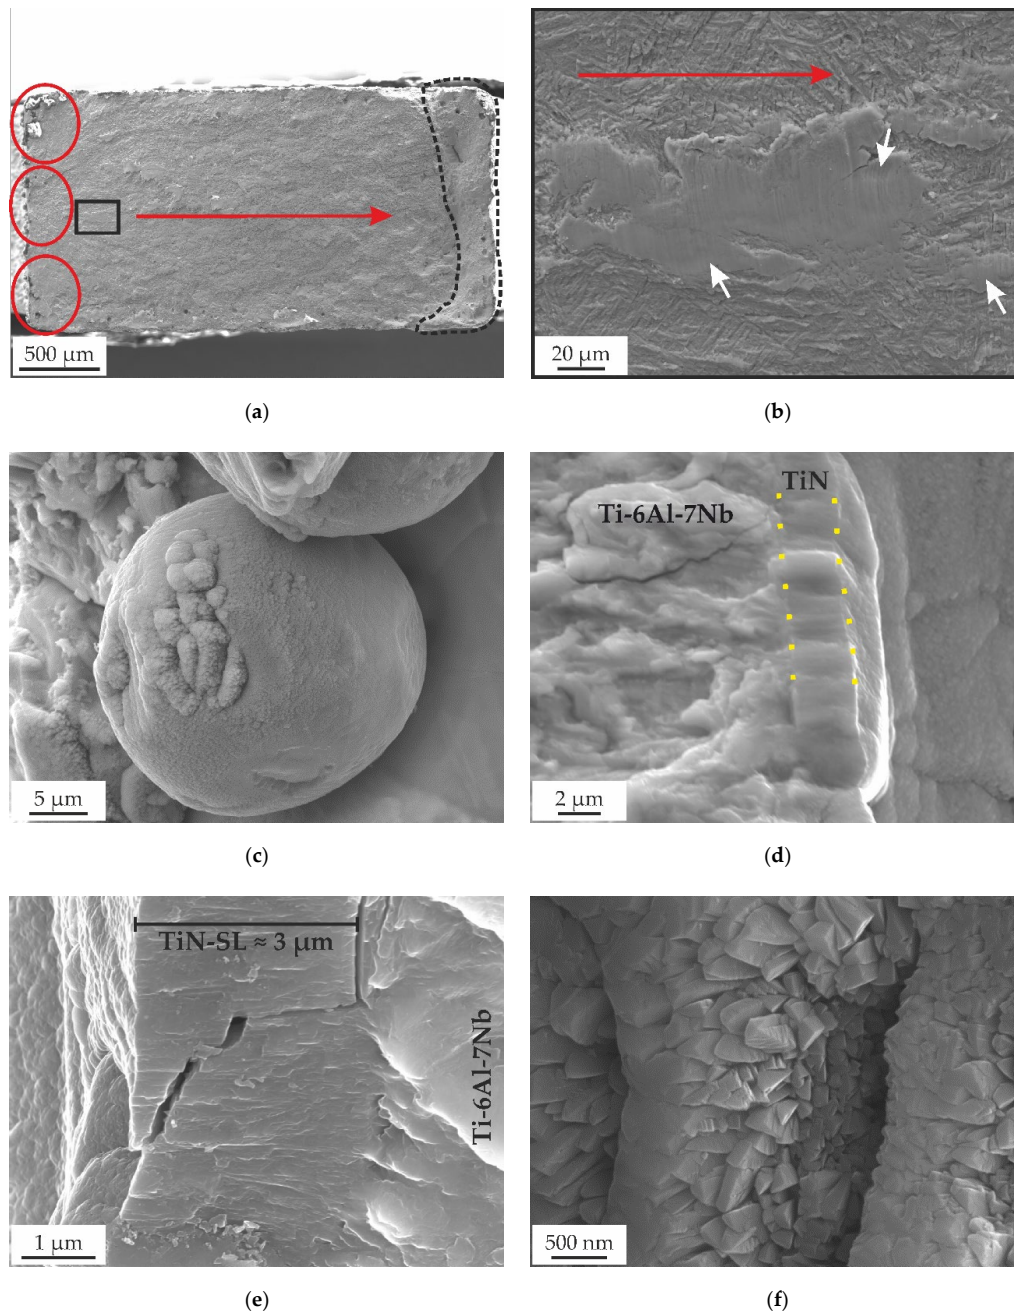 500 µm
20 µm
(a)
(b)
5 µm
Ti-6Al-7Nb
TiN
2 µm
(c)
(d)
TiN-SL ≈ 3 µm
Ti-6Al-7Nb
1 µm
500 nm
(e)
(f)